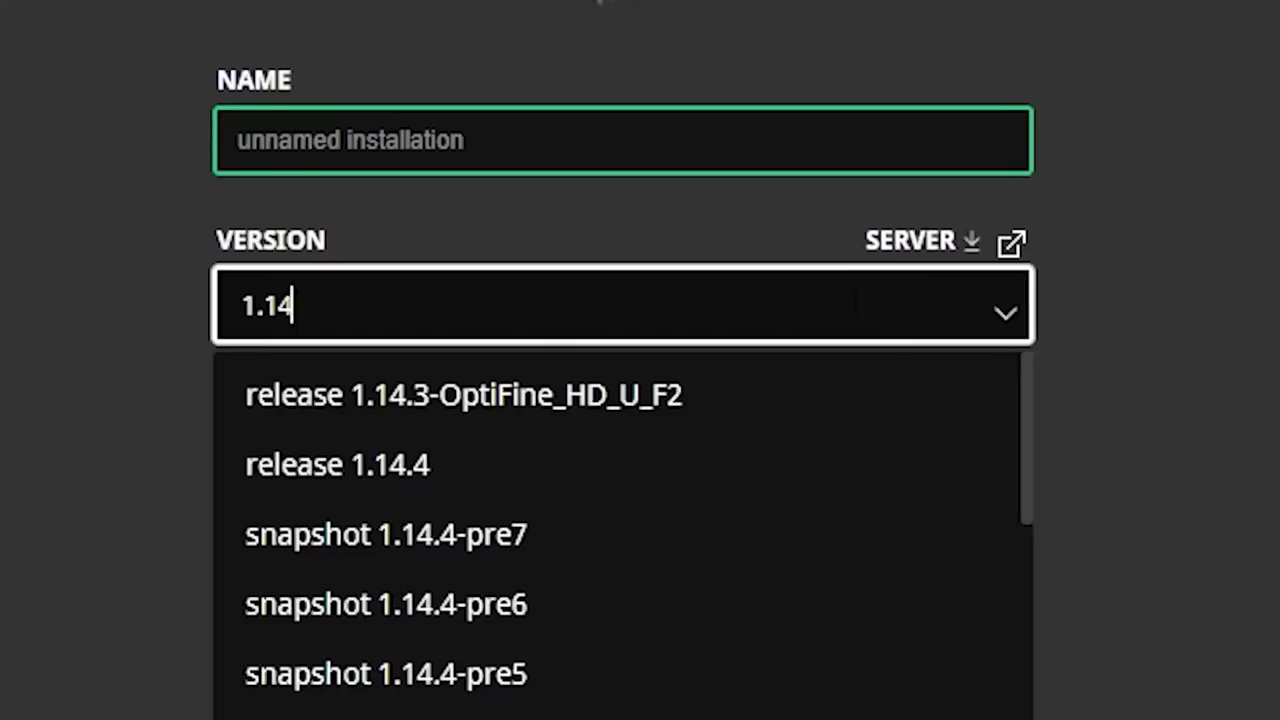 NAME
unnamed installation
VERSION
SERVER
1.14
release 1.14.3-OptiFine_HD_U_F2
release 1.14.4
snapshot 1.14.4-pre7
snapshot 1.14.4-pre6
snapshot 1.14.4-pre5